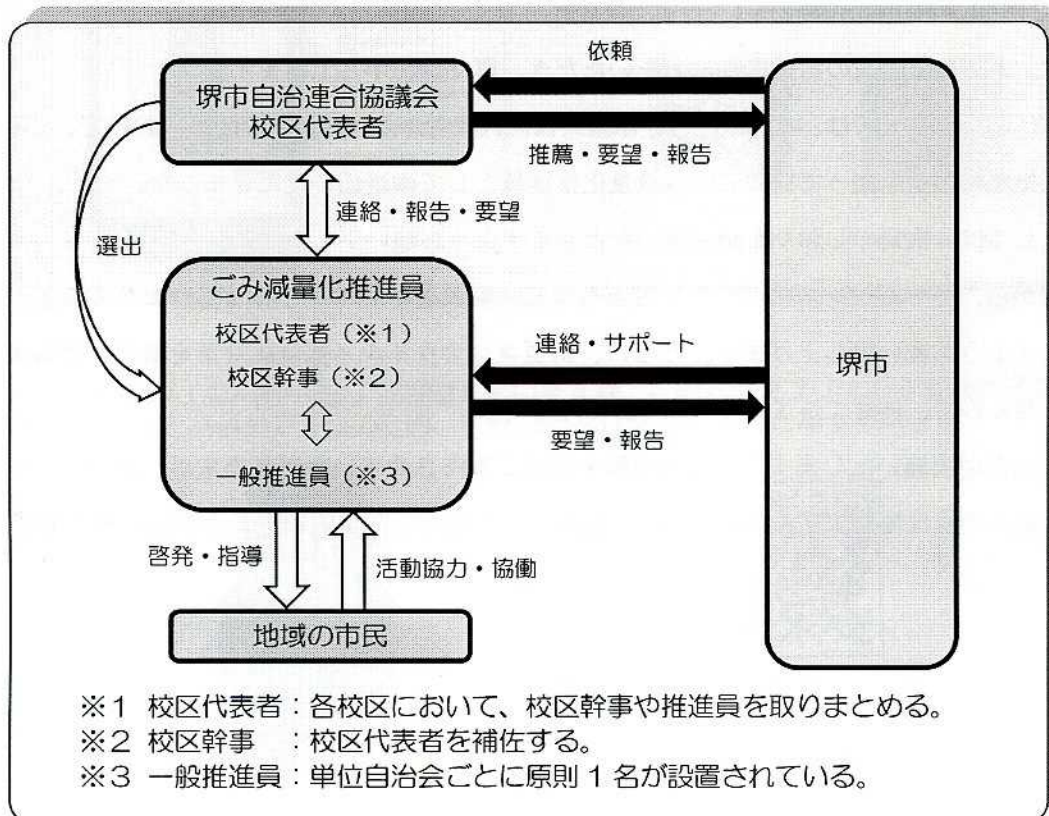 依頼
堺市自治連合協議会
校区代表者
推薦・要望・報告
連絡・報告・要望
選出
ごみ減量化推進員
校区代表者（※1）
校区幹事（※2）
一般推進員（※3）
連絡・サポート
要望・報告
堺市
啓発・指導
活動協力・協働
地域の市民
※1 校区代表者：各校区において、校区幹事や推進員を取りまとめる。
※2 校区幹事　：校区代表者を補佐する。
※3 一般推進員：単位自治会ごとに原則1名が設置されている。